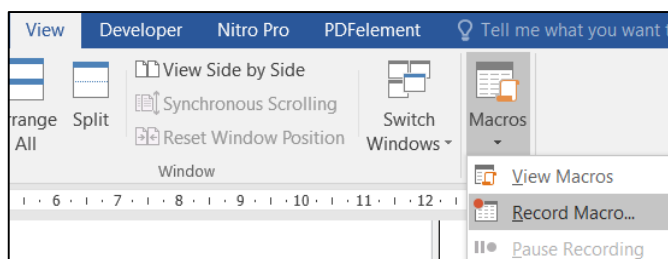 View Developer Nitro Pro PDFelement Tell me what you want
View Side by Side
Synchronous Scrolling
Reset Window Position
All
Split
Switch
Windows
Macros
Window
6 7 8 9 10 11 12
View Macros
Record Macro...
Pause Recording